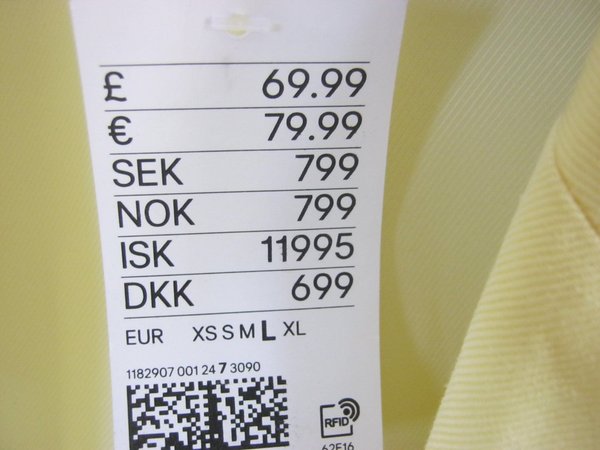 £ 69.99
€ 79.99
SEK 799
NOK 799
ISK 11995
DKK 699
EUR XS S M L XL
1182907 001 24 7 3090
RFID